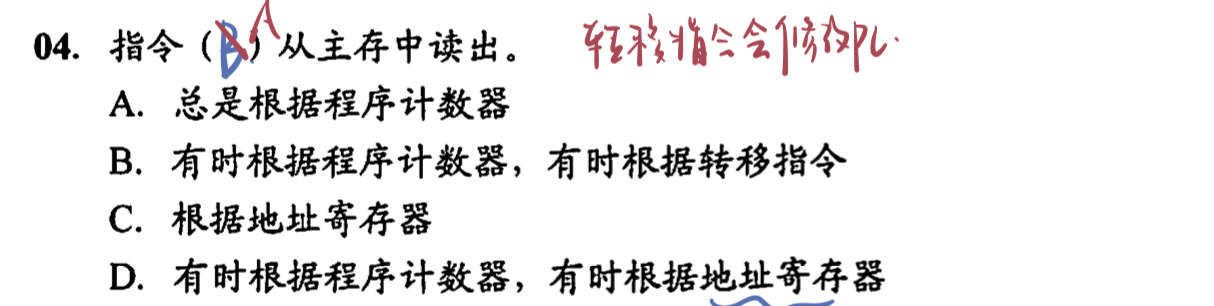 04. 指令（B）从主存中读出。 A 转移指令会修改PC.
A. 总是根据程序计数器
B. 有时根据程序计数器，有时根据转移指令
C. 根据地址寄存器
D. 有时根据程序计数器，有时根据地址寄存器